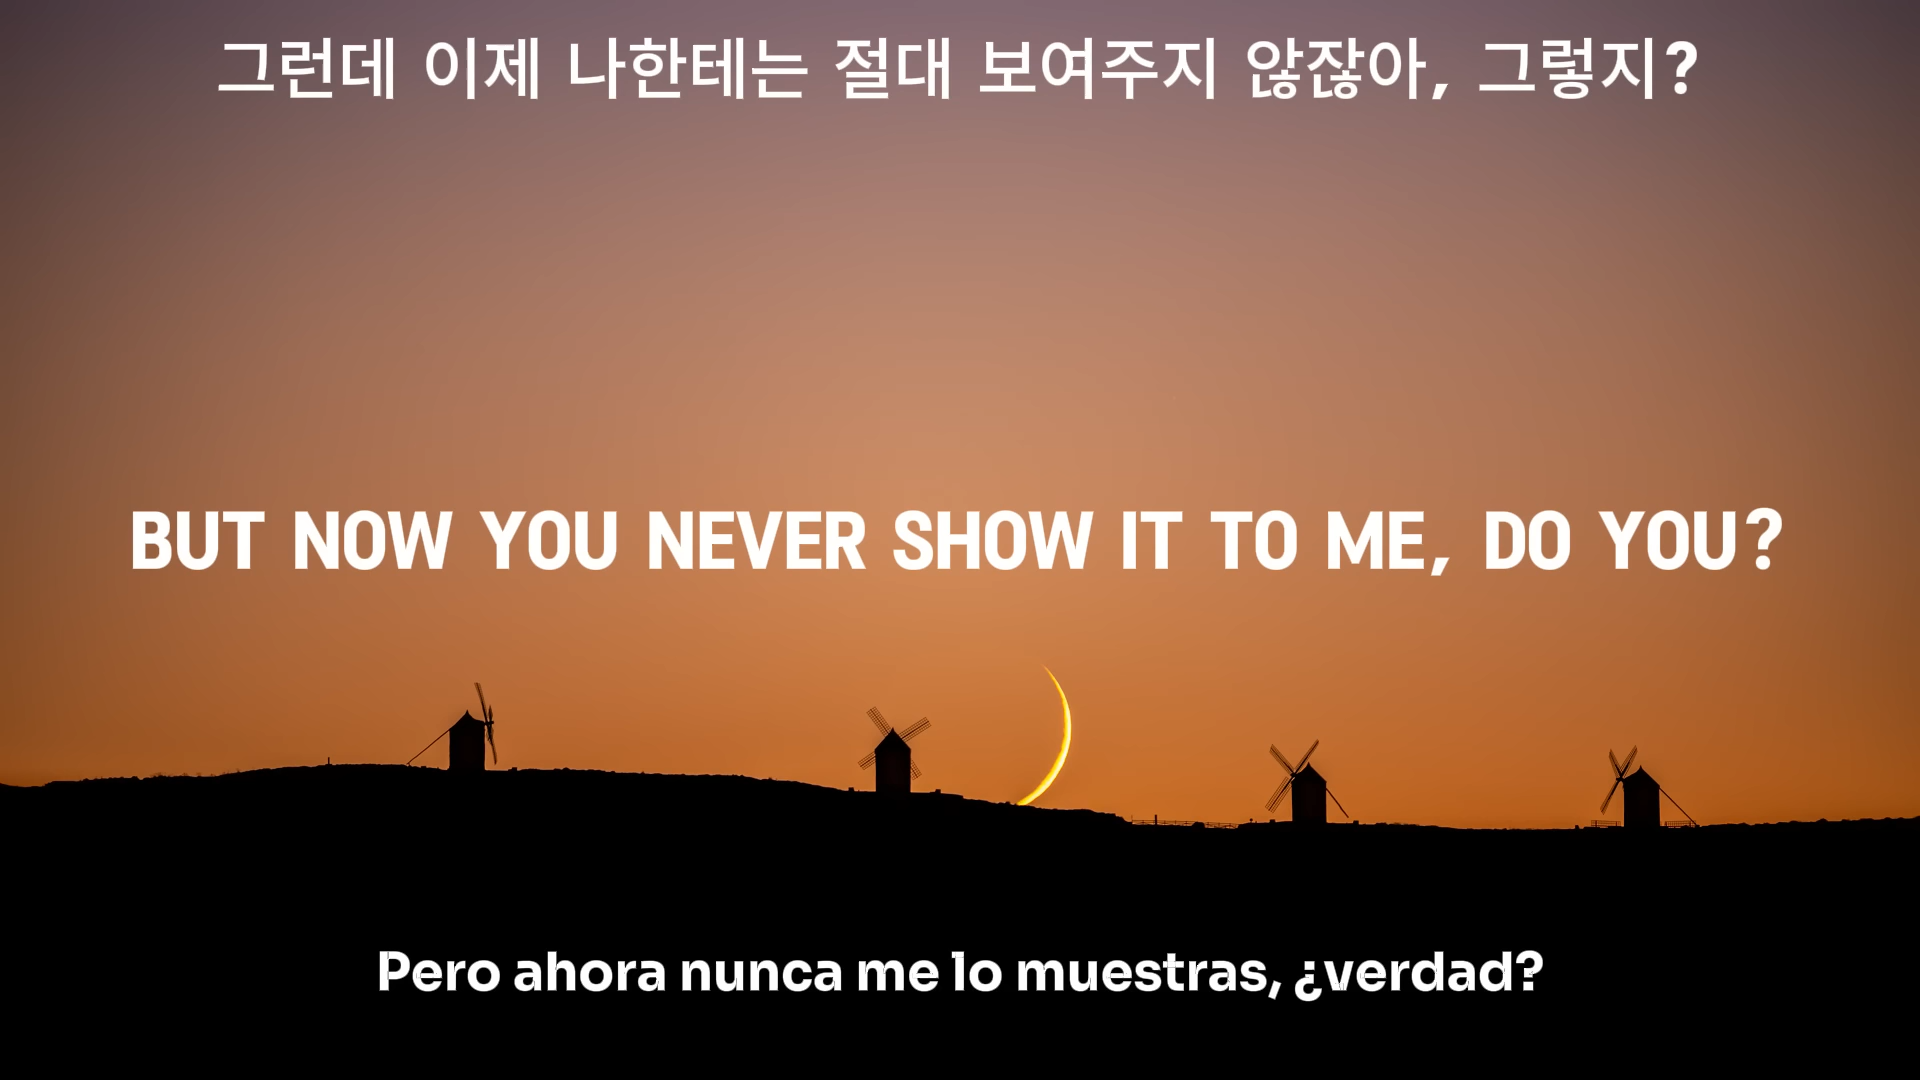 그런데 이제 나한테는 절대 보여주지 않잖아, 그렇지?
BUT NOW YOU NEVER SHOW IT TO ME, DO YOU?
Pero ahora nunca me lo muestras, ¿verdad?